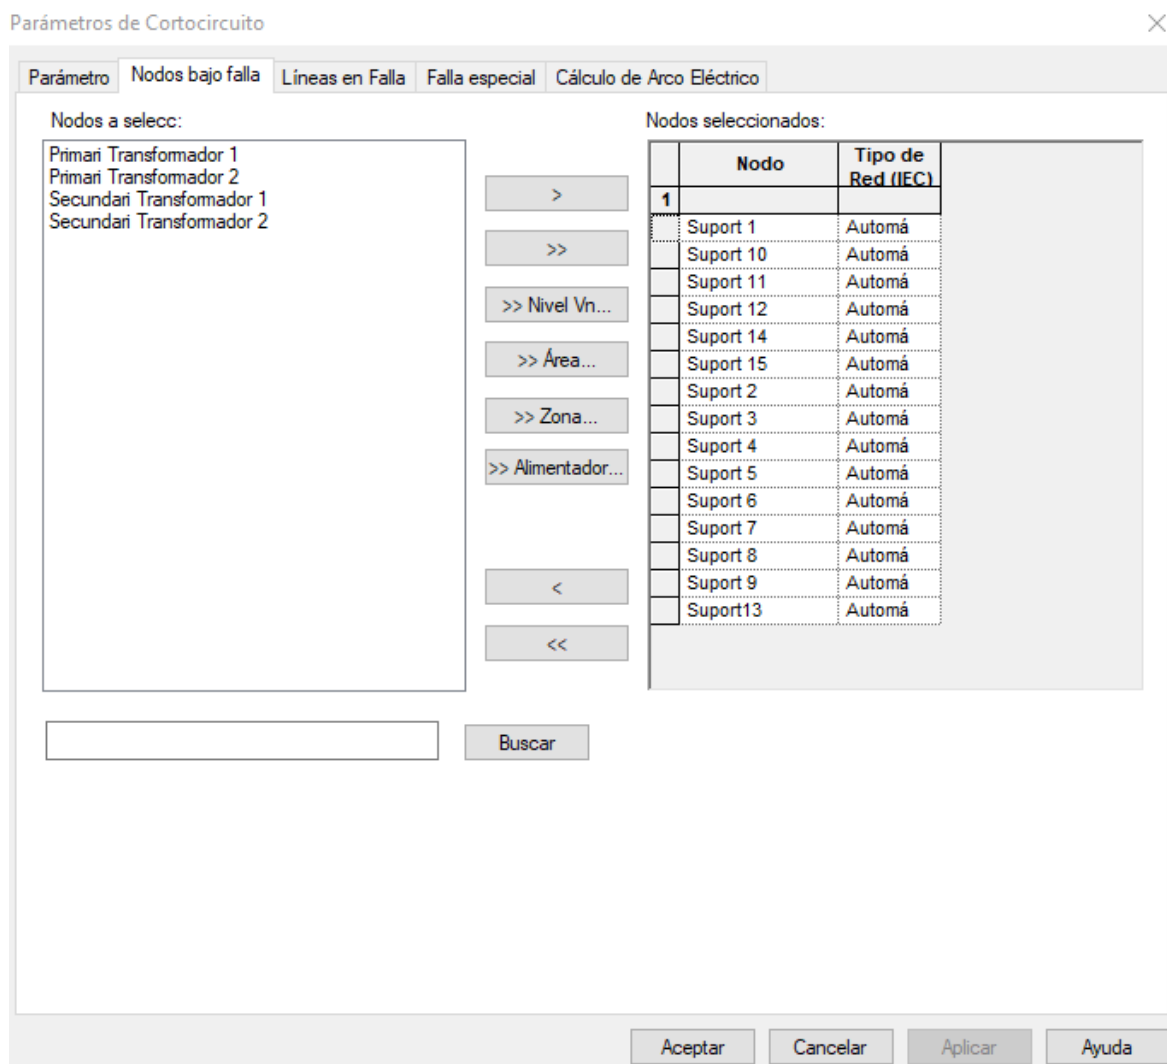 Parámetros de Cortocircuito
Parámetro Nodos bajo falla Líneas en Falla Falla especial Cálculo de Arco Eléctrico
Nodos a selecc:
Primari Transformador 1
Primari Transformador 2
Secundari Transformador 1
Secundari Transformador 2
>
>>
>> Nivel Vn...
>> Área...
>> Zona...
>> Alimentador...
<
<<
Nodos seleccionados:
Nodo Tipo de
Red (IEC)
1
Suport 1 Automá
Suport 10 Automá
Suport 11 Automá
Suport 12 Automá
Suport 14 Automá
Suport 15 Automá
Suport 2 Automá
Suport 3 Automá
Suport 4 Automá
Suport 5 Automá
Suport 6 Automá
Suport 7 Automá
Suport 8 Automá
Suport 9 Automá
Suport13 Automá
Buscar
Aceptar Cancelar Aplicar Ayuda